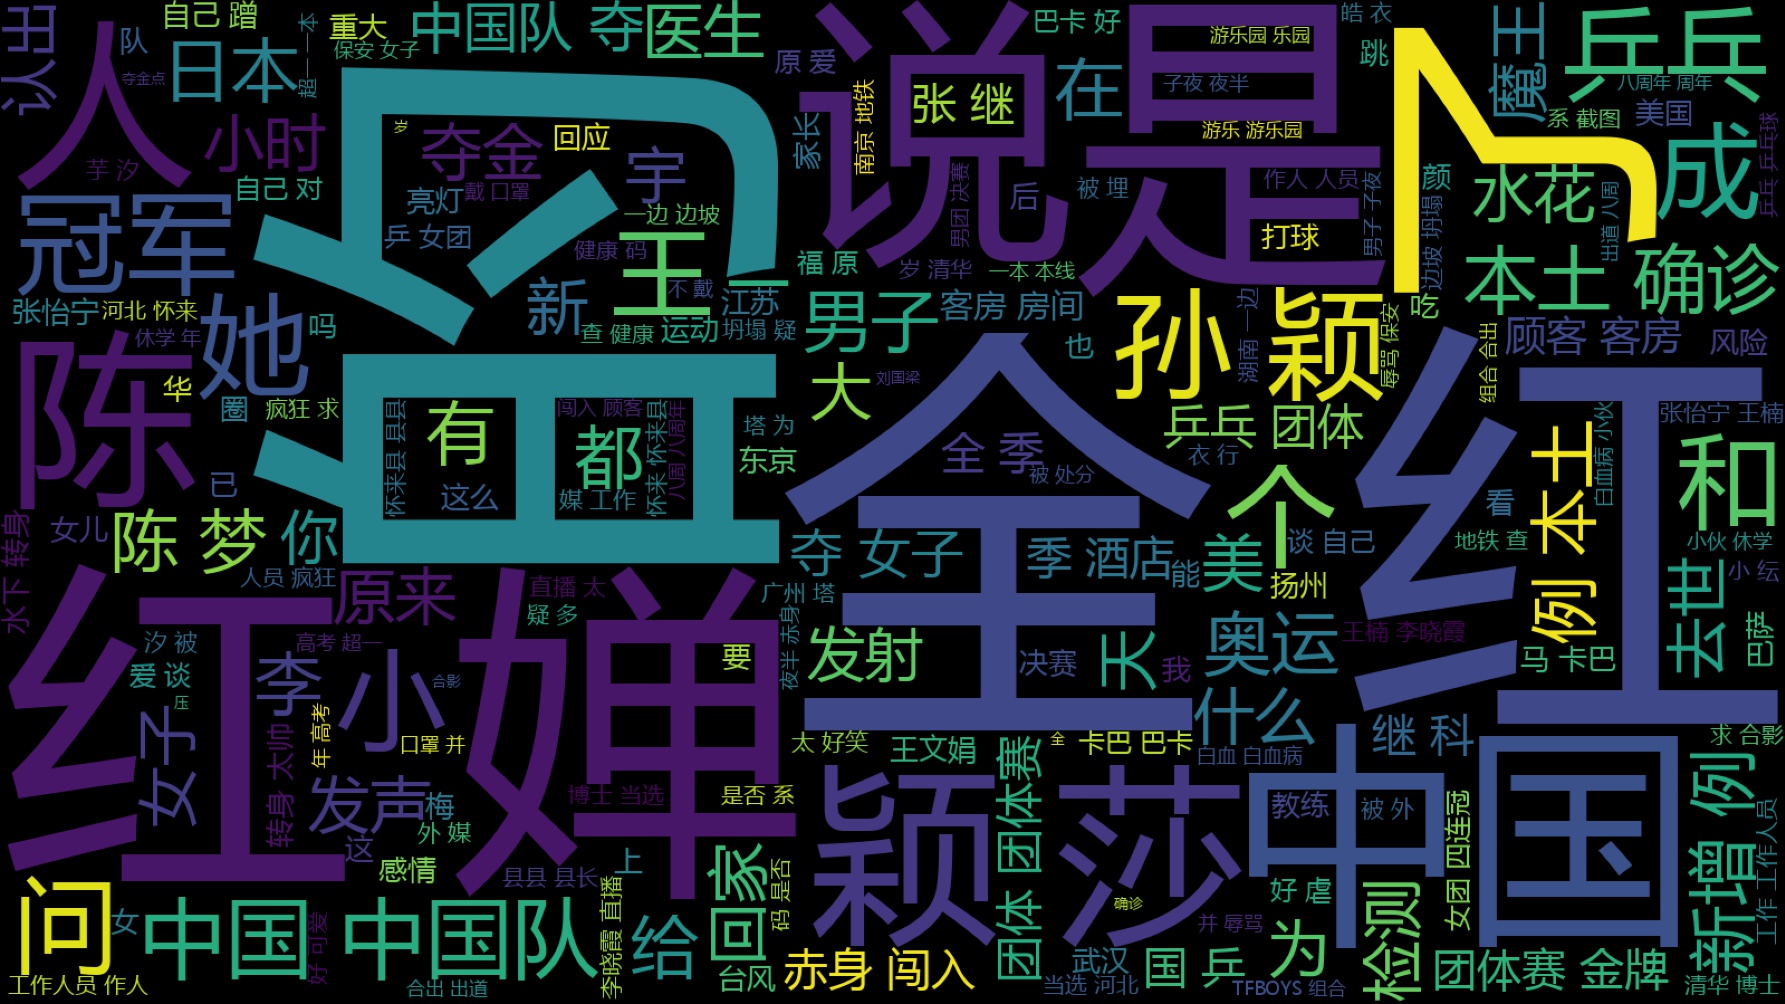 自己 蹭
重大
中国队 夺
医生
巴卡 好
皓 衣
认出
人
队
日本
保安 女子
超一 一本
夺金点
原 爱
说
是
游乐园 乐园
跳
魔王
乒乓
八周年 周年
在
子夜 夜半
张 继
系 截图
美国
小时
芋 汐
岁
夺金
回应
宇
家长
南京 地铁
游乐 游乐园
成
乒乓 乒乓球
冠军
自己 对
戴 口罩
亮灯
一边 边坡
男团 决赛
后
被 埋
作人 人员
颜
水花
出道 八周
乒 女团
健康 码
王
打球
男子 子夜
边坡 坍塌
福 原
岁 清华
一本 本线
本土 确诊
张怡宁
河北 怀来
她
吗
新
不 戴
江苏
查 健康
运动
坍塌 疑
男子
客房 房间
也
湖南 一边
孙 颖
辱骂 保安
吃
顾客 客房
风险
组合 合出
陈
休学 年
华
圈
疯狂 求
有
都
闯入 顾客
怀来县 县县
怀来 怀来县
八周 八周年
塔 为
东京
大
刘国梁
全
全 季
被 处分
乒乓 团体
衣 行
个
红
张怡宁 王楠
白血病 小伙
例 本土
和
已
这么
媒 工作
水下 转身
女儿
陈 梦
你
夺 女子
季 酒店
能
美
谈 自己
看
地铁 查
小伙 休学
人员 疯狂
原来
直播 太
疑 多
广州 塔
扬州
去世
小 纭
红
婵
汐 被
高考 超一
爱 谈
李
小
合影
压
要
夜半 赤身
发射
决赛
天
我
奥运
王楠 李晓霞
马 卡巴
巴萨
女子
转身 太帅
年 高考
口罩 并
太 好笑
王文娟
全
卡巴 巴卡
什么
白血 白血病
继 科
求 合影
发声
梅
外 媒
博士 当选
是否 系
颖
莎
团体 团体赛
中国
教练
被 外
女团 四连冠
新增 例
工作 工作人员
这
感情
县县 县长
上
问
女
中国 中国队
好 可爱
李晓霞 直播
给
回家
码 是否
确诊
并 辱骂
好 虐
为
检测
工作人员 作人
合出 出道
台风
赤身 闯入
武汉
当选 河北
国 乒
TFBOYS 组合
团体赛 金牌
清华 博士